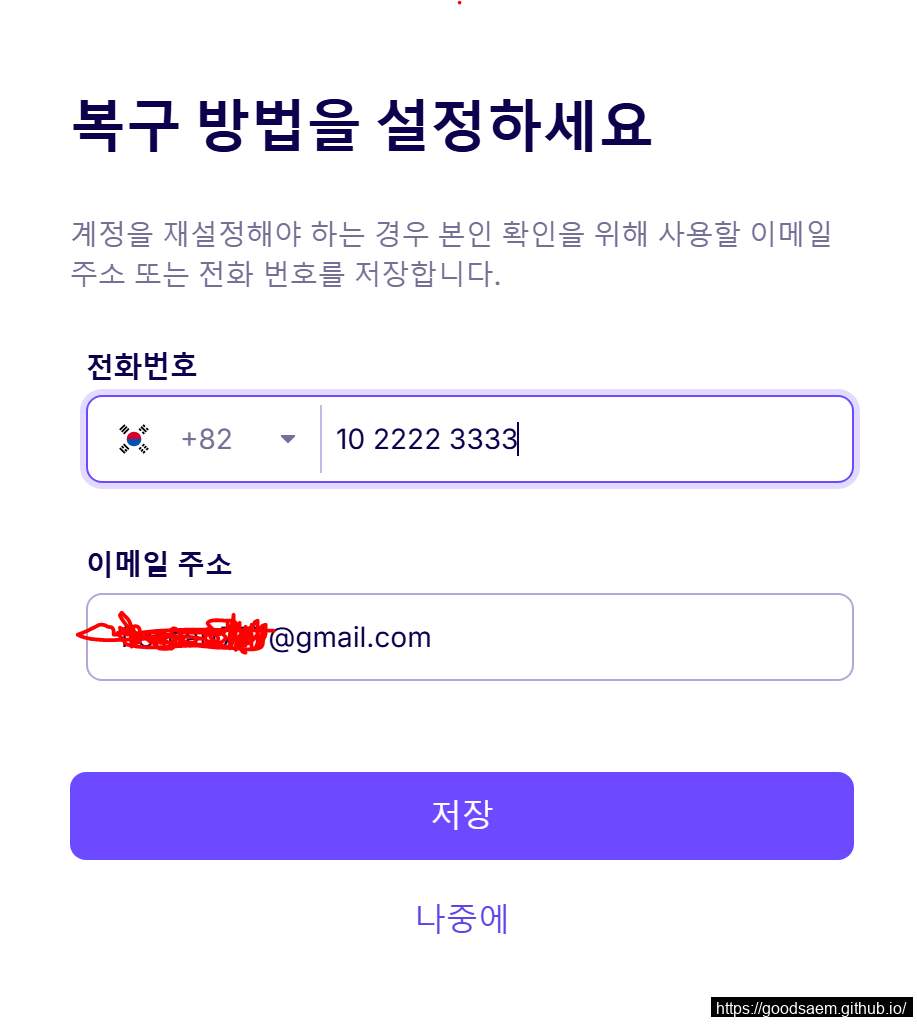 복구 방법을 설정하세요
계정을 재설정해야 하는 경우 본인 확인을 위해 사용할 이메일
주소 또는 전화 번호를 저장합니다.
전화번호
+82 10 2222 3333
이메일 주소
@gmail.com
저장
나중에
https://goodsaem.github.io/